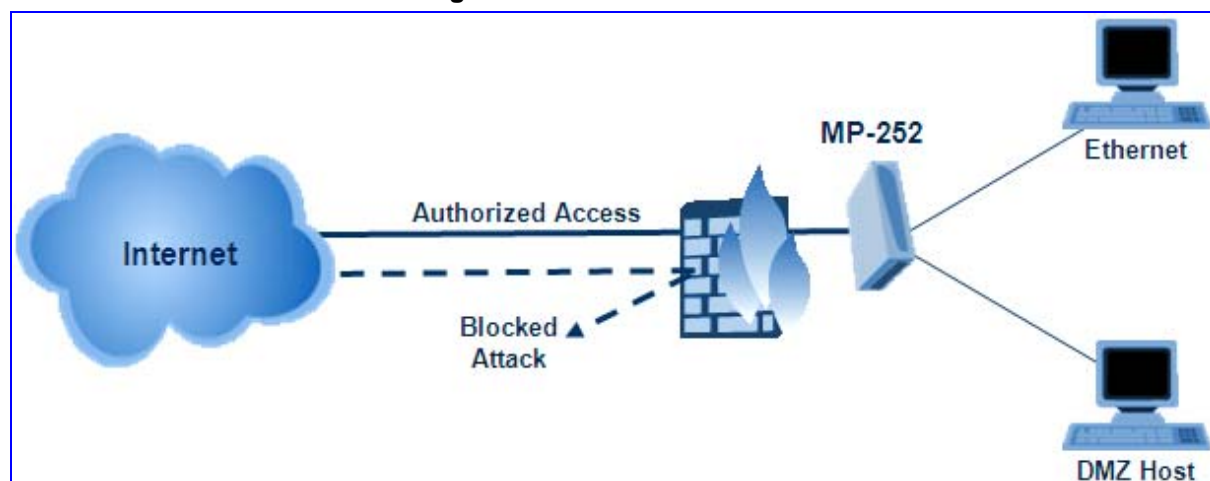 MP-252
Ethernet
Authorized Access
Internet
Blocked
Attack
DMZ Host